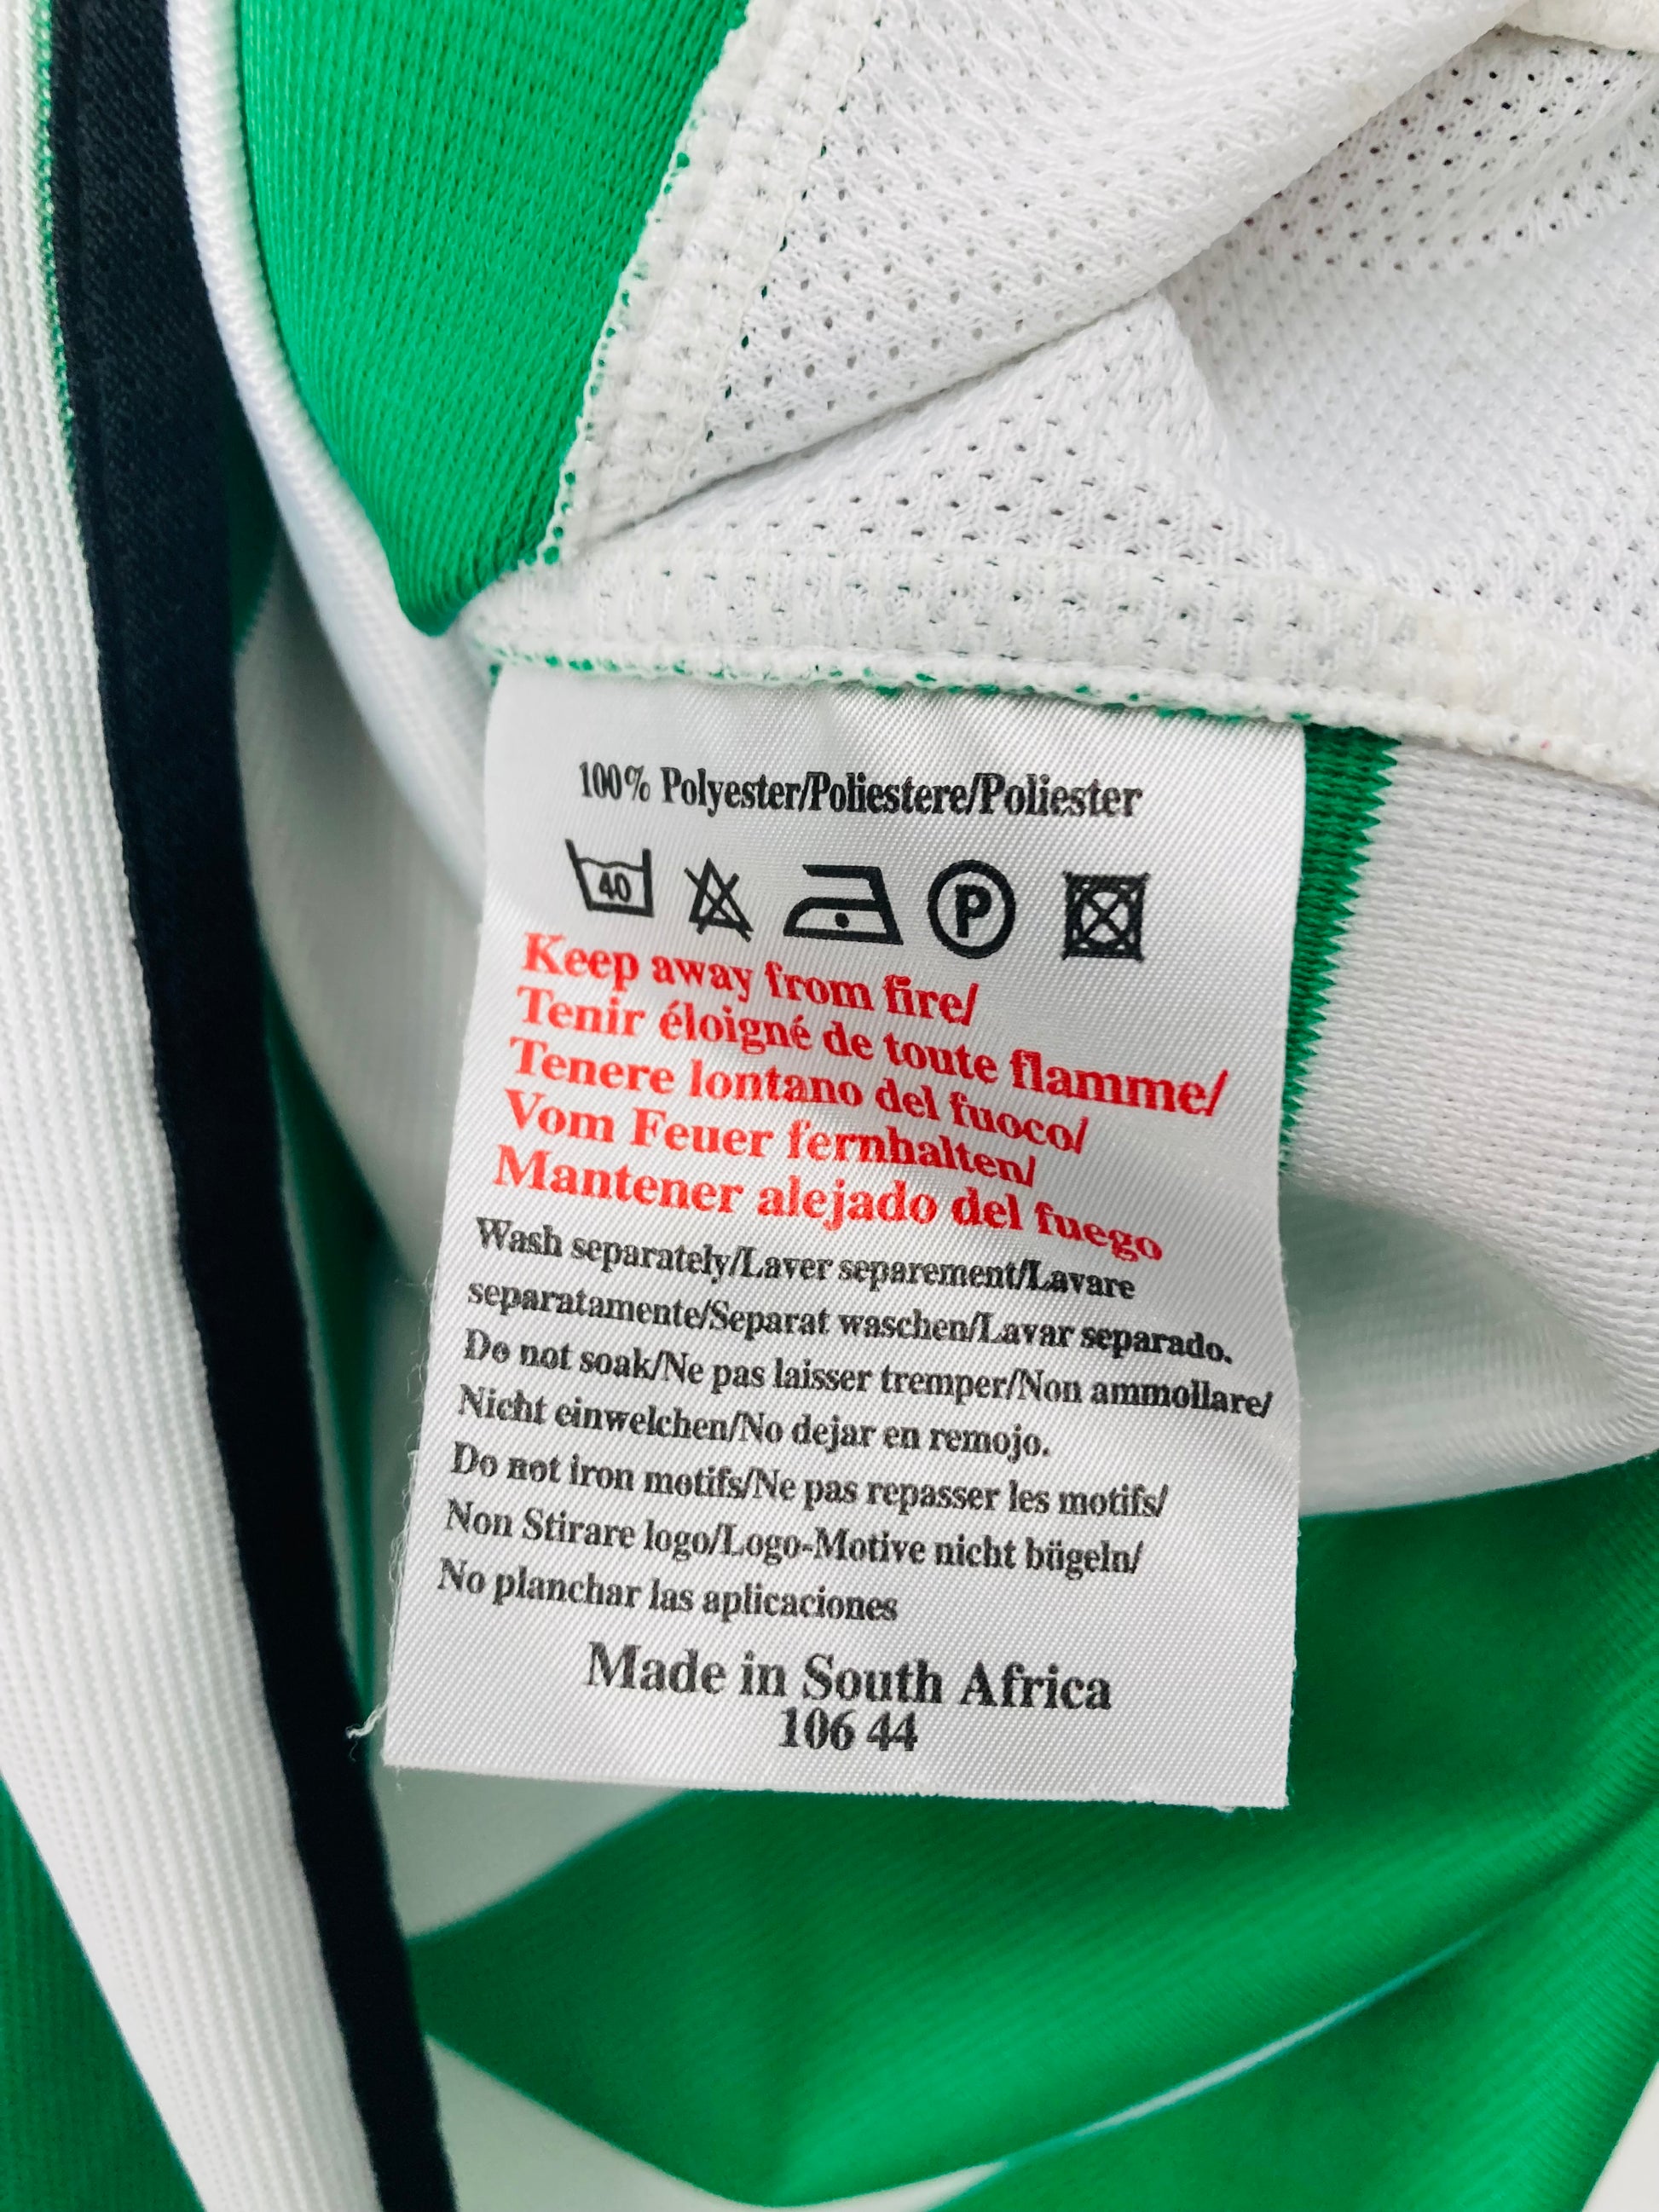 100% Polyester/Poliestere/Poliester
40 P
Keep away from fire/
Tenir éloigné de toute flamme/
Tenere lontano del fuoco/
Vom Feuer fernhalten/
Mantener alejado del fuego
Wash separately/Laver separement/Lavare
separatamente/Separat waschen/Lavar separado.
Do not soak/Ne pas laisser tremper/Non ammollare/
Nicht einwelchen/No dejar en remojo.
Do not iron motifs/Ne pas repasser les motifs/
Non Stirare logo/Logo-Motive nicht bügeln/
No planchar las aplicaciones
Made in South Africa
106 44